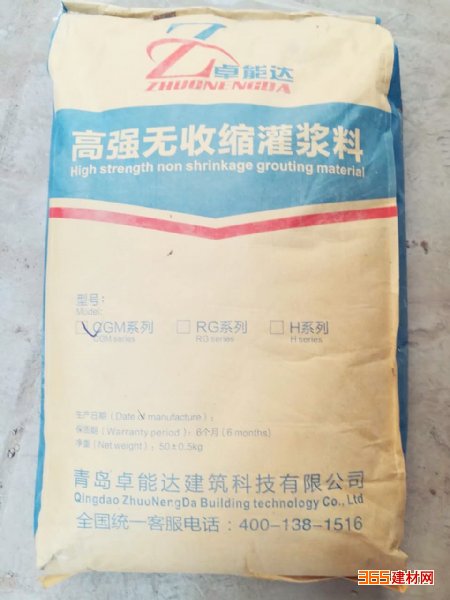 Z
卓能达
ZHUONENGDA
高强无收缩灌浆料
High strength non shrinkage grouting material
型号:
Model:
CGM系列 RG系列 H系列
CGM series RG series H series
生产日期(Date of manufacture):
保质期(Warranty period):6个月(6 months)
净重(Net weight):50±0.5kg
青岛卓能达建筑科技有限公司
Qingdao ZhuoNengDa Building technology Co., Ltd
全国统一客服电话:400-138-1516
365建材网